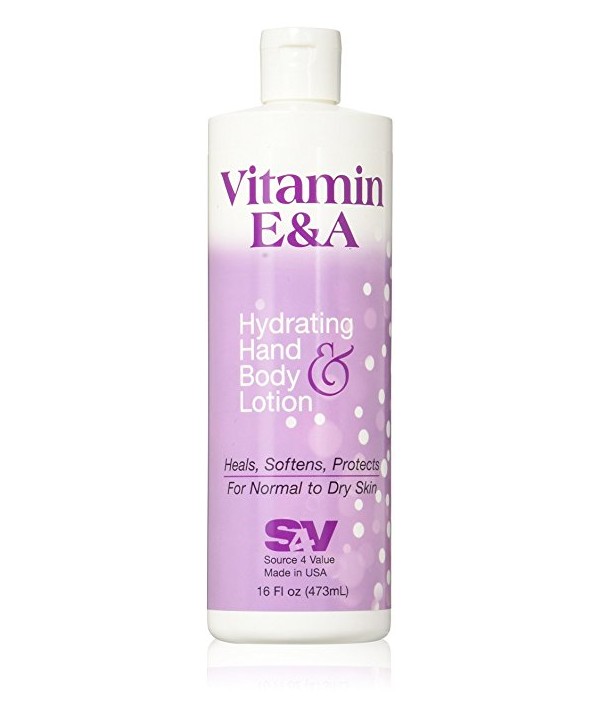 Vitamin
E&A
Hydrating
Hand &
Body
Lotion
Heals, Softens, Protects
For Normal to Dry Skin
S4V
Source 4 Value
Made in USA
16 Fl oz (473mL)